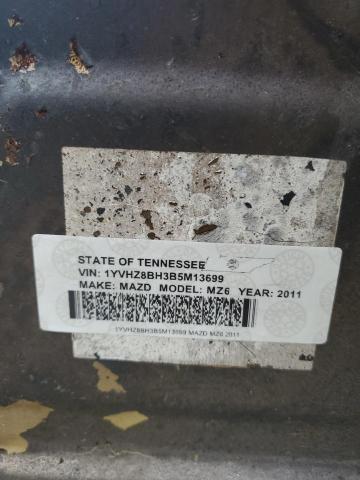 STATE OF TENNESSEE
VIN: 1YVHZ8BH3B5M13699
MAKE: MAZD MODEL: MZ6 YEAR: 2011
1YVHZ8BH3B5M13699 MAZD MZ6 2011